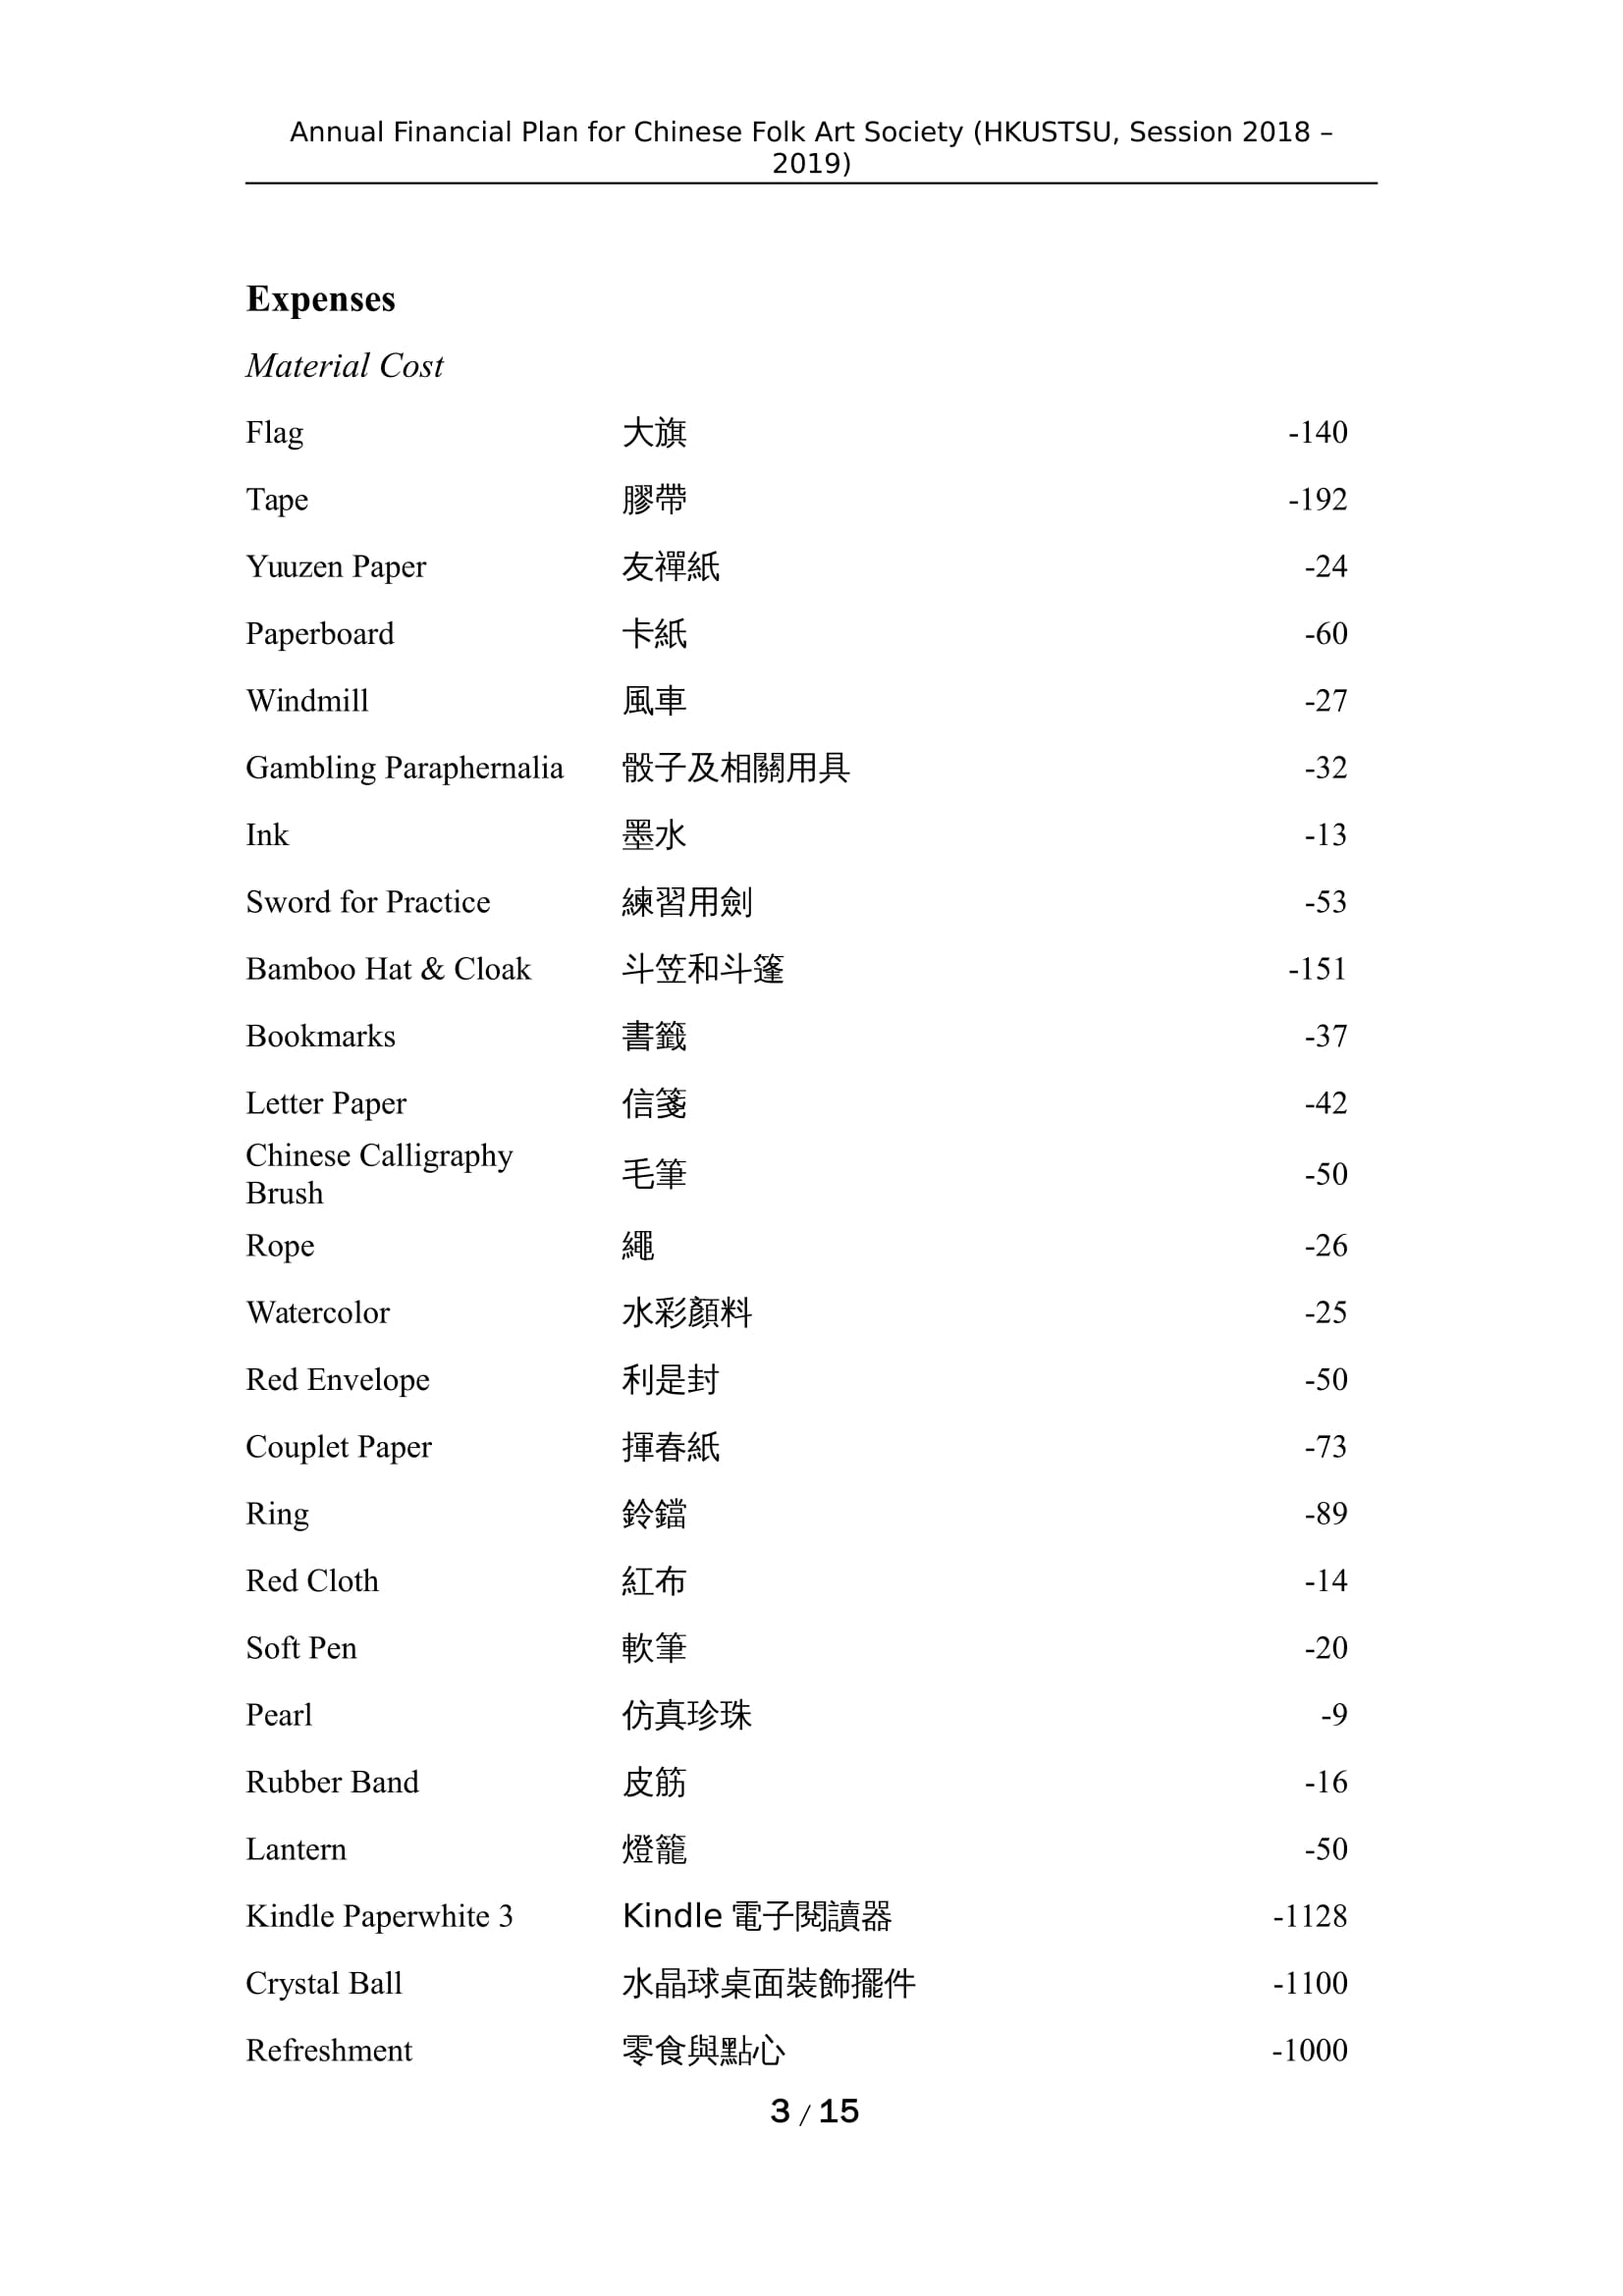 Annual Financial Plan for Chinese Folk Art Society (HKUSTSU, Session 2018 –
2019)
Expenses
Material Cost
Flag 大旗 -140
Tape 膠帶 -192
Yuuzen Paper 友禪紙 -24
Paperboard 卡紙 -60
Windmill 風車 -27
Gambling Paraphernalia 骰子及相關用具 -32
Ink 墨水 -13
Sword for Practice 練習用劍 -53
Bamboo Hat & Cloak 斗笠和斗篷 -151
Bookmarks 書籤 -37
Letter Paper 信箋 -42
Chinese Calligraphy
Brush 毛筆 -50
Rope 繩 -26
Watercolor 水彩顏料 -25
Red Envelope 利是封 -50
Couplet Paper 揮春紙 -73
Ring 鈴鐺 -89
Red Cloth 紅布 -14
Soft Pen 軟筆 -20
Pearl 仿真珍珠 -9
Rubber Band 皮筋 -16
Lantern 燈籠 -50
Kindle Paperwhite 3 Kindle 電子閱讀器 -1128
Crystal Ball 水晶球桌面裝飾擺件 -1100
Refreshment 零食與點心 -1000
3 / 15